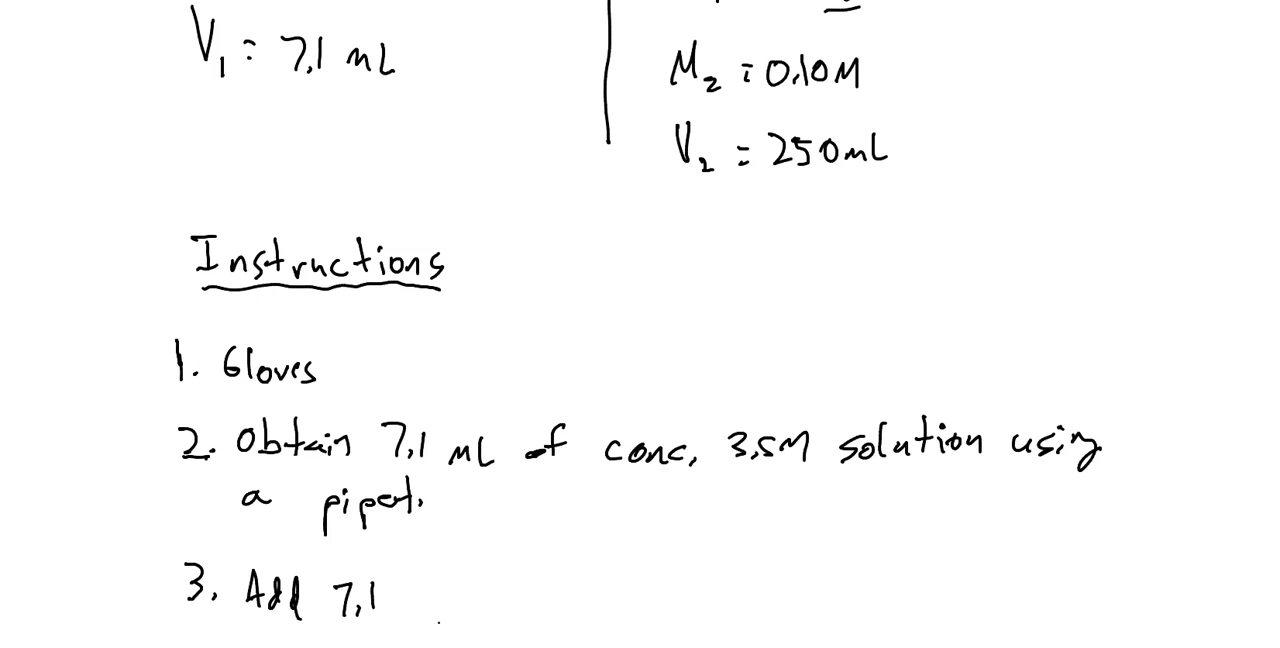 V₁ = 7.1 mL
M₂ = 0.10M
V₂ = 250mL
Instructions
1. Gloves
2. Obtain 7.1 mL of conc. 3.5M solution using
a pipet.
3. Add 7.1